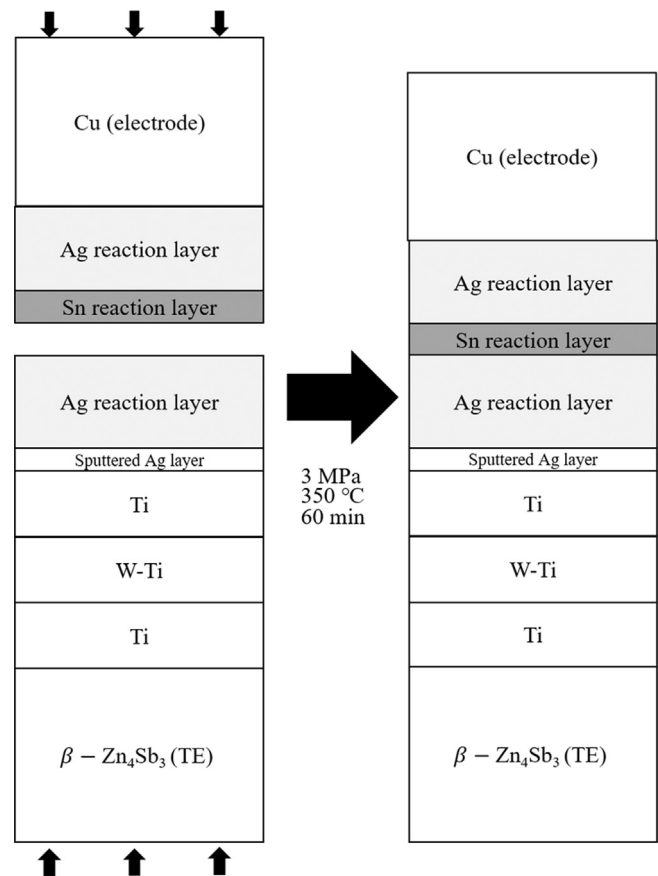 Cu (electrode)
Ag reaction layer
Sn reaction layer
Ag reaction layer
Sputtered Ag layer
Ti
W-Ti
Ti
β − Zn₄Sb₃ (TE)
3 MPa
350 °C
60 min
Cu (electrode)
Ag reaction layer
Sn reaction layer
Ag reaction layer
Sputtered Ag layer
Ti
W-Ti
Ti
β − Zn₄Sb₃ (TE)